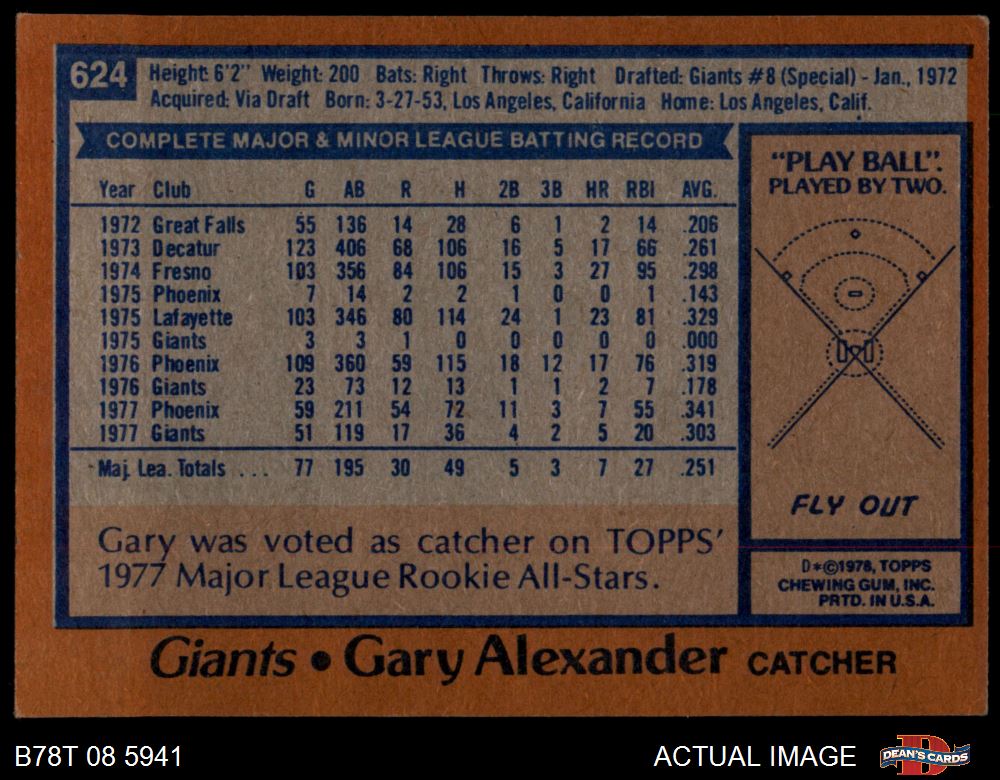 624
Height: 6'2" Weight: 200 Bats: Right Throws: Right Drafted: Giants #8 (Special) - Jan., 1972
Acquired: Via Draft Born: 3-27-53, Los Angeles, California Home: Los Angeles, Calif.
COMPLETE MAJOR & MINOR LEAGUE BATTING RECORD
Year Club G AB R H 2B 3B HR RBI AVG.
1972 Great Falls 55 136 14 28 6 1 2 14 .206
1973 Decatur 123 406 68 106 16 5 17 66 .261
1974 Fresno 103 356 84 106 15 3 27 95 .298
1975 Phoenix 7 14 2 2 1 0 0 1 .143
1975 Lafayette 103 346 80 114 24 1 23 81 .329
1975 Giants 3 3 1 0 0 0 0 0 .000
1976 Phoenix 109 360 59 115 18 12 17 76 .319
1976 Giants 23 73 12 13 1 1 2 7 .178
1977 Phoenix 59 211 54 72 11 3 7 55 .341
1977 Giants 51 119 17 36 4 2 5 20 .303
Maj. Lea. Totals ... 77 195 30 49 5 3 7 27 .251
Gary was voted as catcher on TOPPS'
1977 Major League Rookie All-Stars.
"PLAY BALL".
PLAYED BY TWO.
FLY OUT
D*©1978, TOPPS
CHEWING GUM, INC.
PRTD. IN U.S.A.
Giants • Gary Alexander CATCHER
B78T 08 5941
ACTUAL IMAGE
DEAN'S CARDS